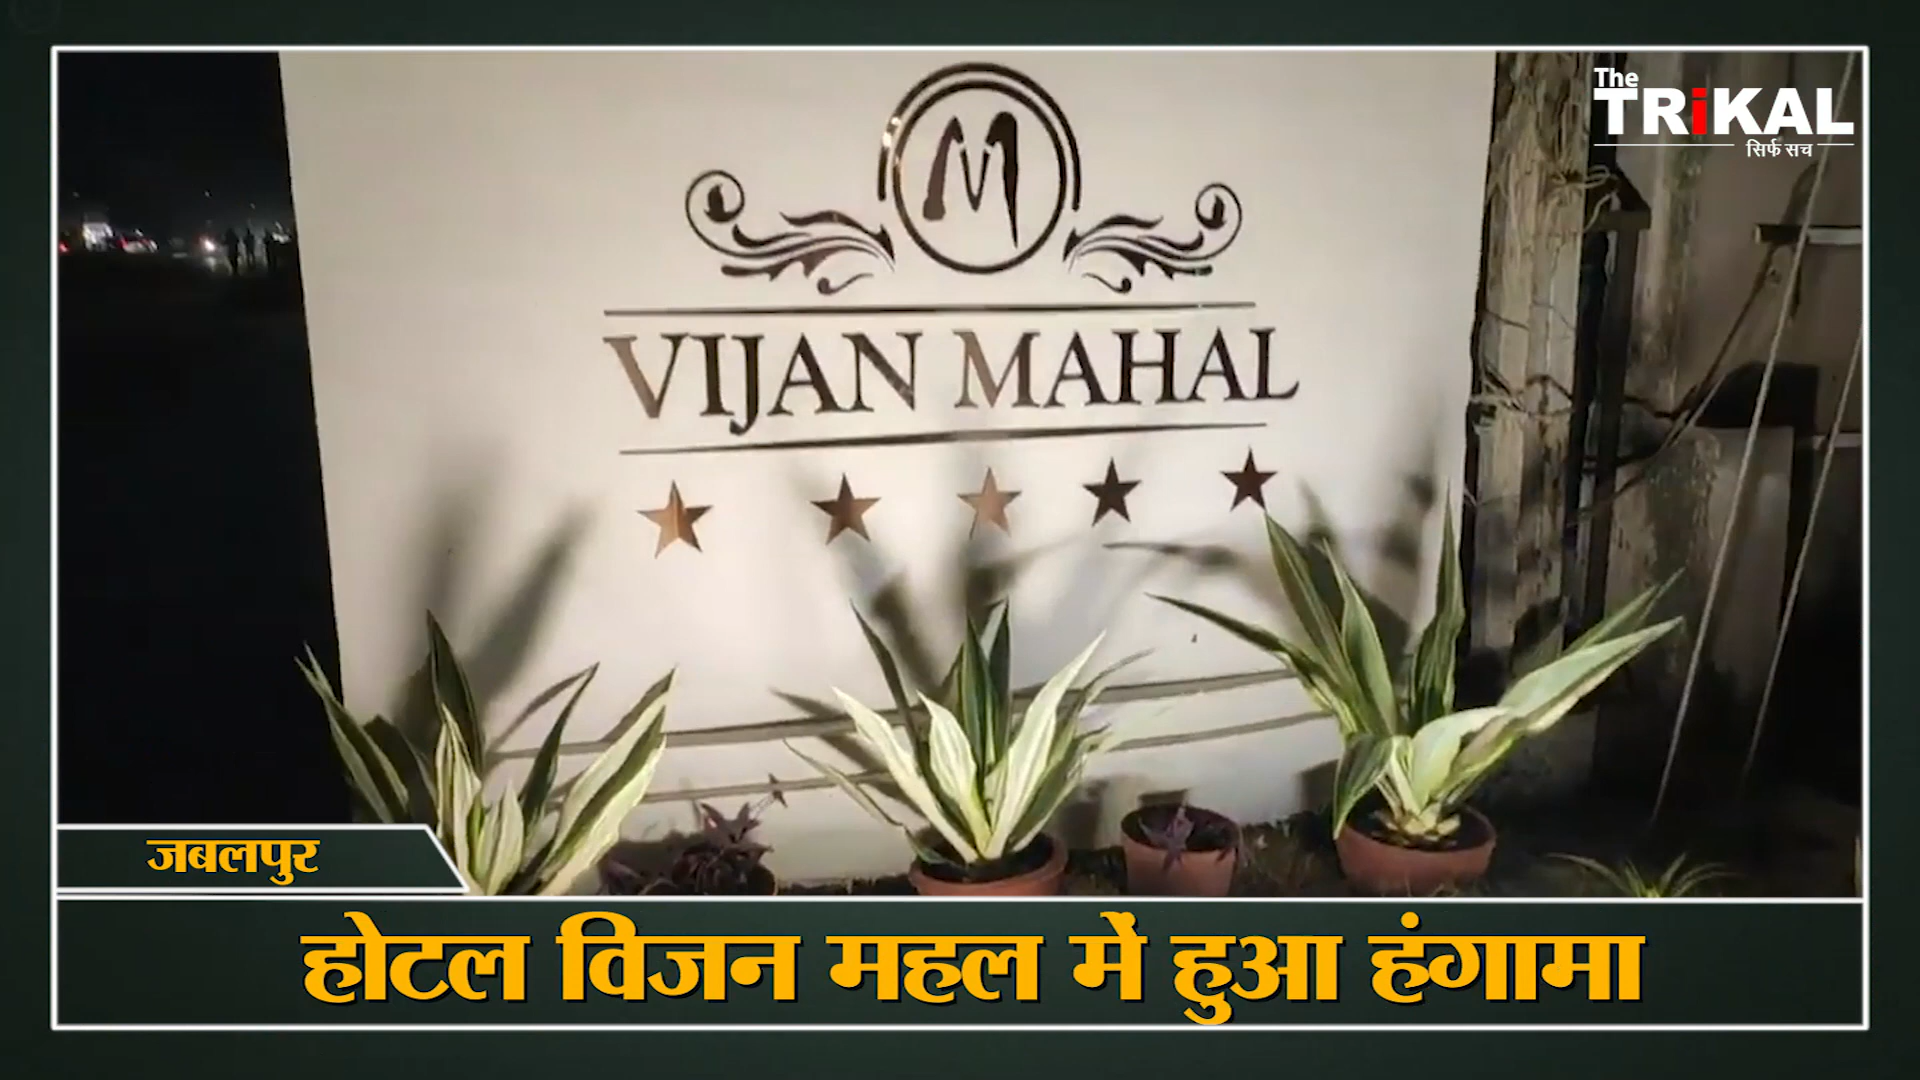 The
TRiKAL
सिर्फ सच
M
VIJAN MAHAL
जबलपुर
होटल विजन महल में हुआ हंगामा